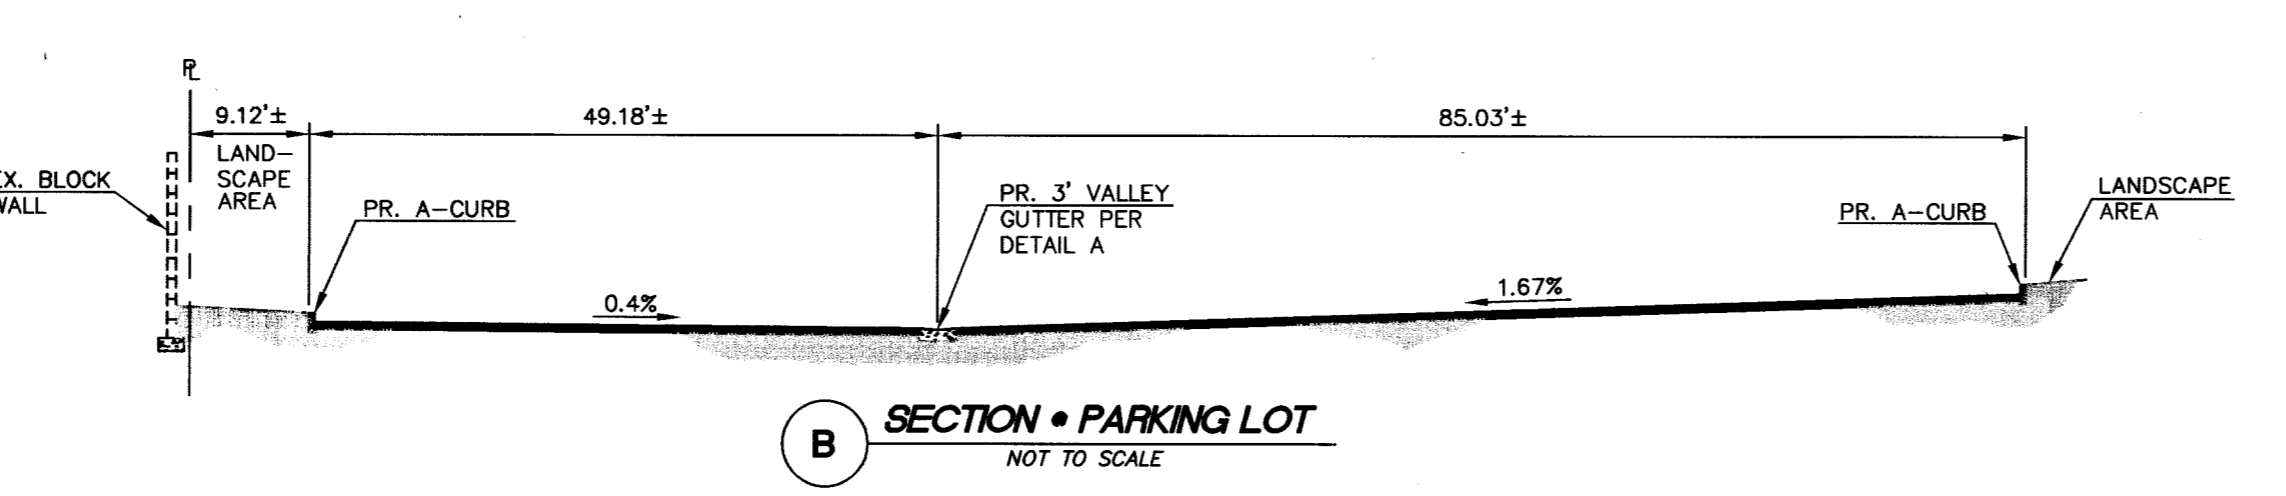 PL
9.12'±
49.18'±
85.03'±
LAND-
SCAPE
AREA
EX. BLOCK
WALL
PR. A-CURB
PR. 3' VALLEY
GUTTER PER
DETAIL A
PR. A-CURB
LANDSCAPE
AREA
0.4%
1.67%
B
SECTION • PARKING LOT
NOT TO SCALE